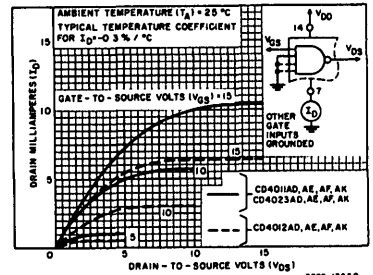 AMBIENT TEMPERATURE (TA) = 25 °C
TYPICAL TEMPERATURE COEFFICIENT
FOR ID = -0.3 % / °C
GATE-TO-SOURCE VOLTS (VGS) = 15
10
15
10
5
15
10
5
0
5
10
15
DRAIN MILLIAMPERES (ID)
DRAIN-TO-SOURCE VOLTS (VDS)
VDD
14
VGS
VDS
7
ID
OTHER
GATE
INPUTS
GROUNDED
CD4011AD, AE, AF, AK
CD4023AD, AE, AF, AK
CD4012AD, AE, AF, AK